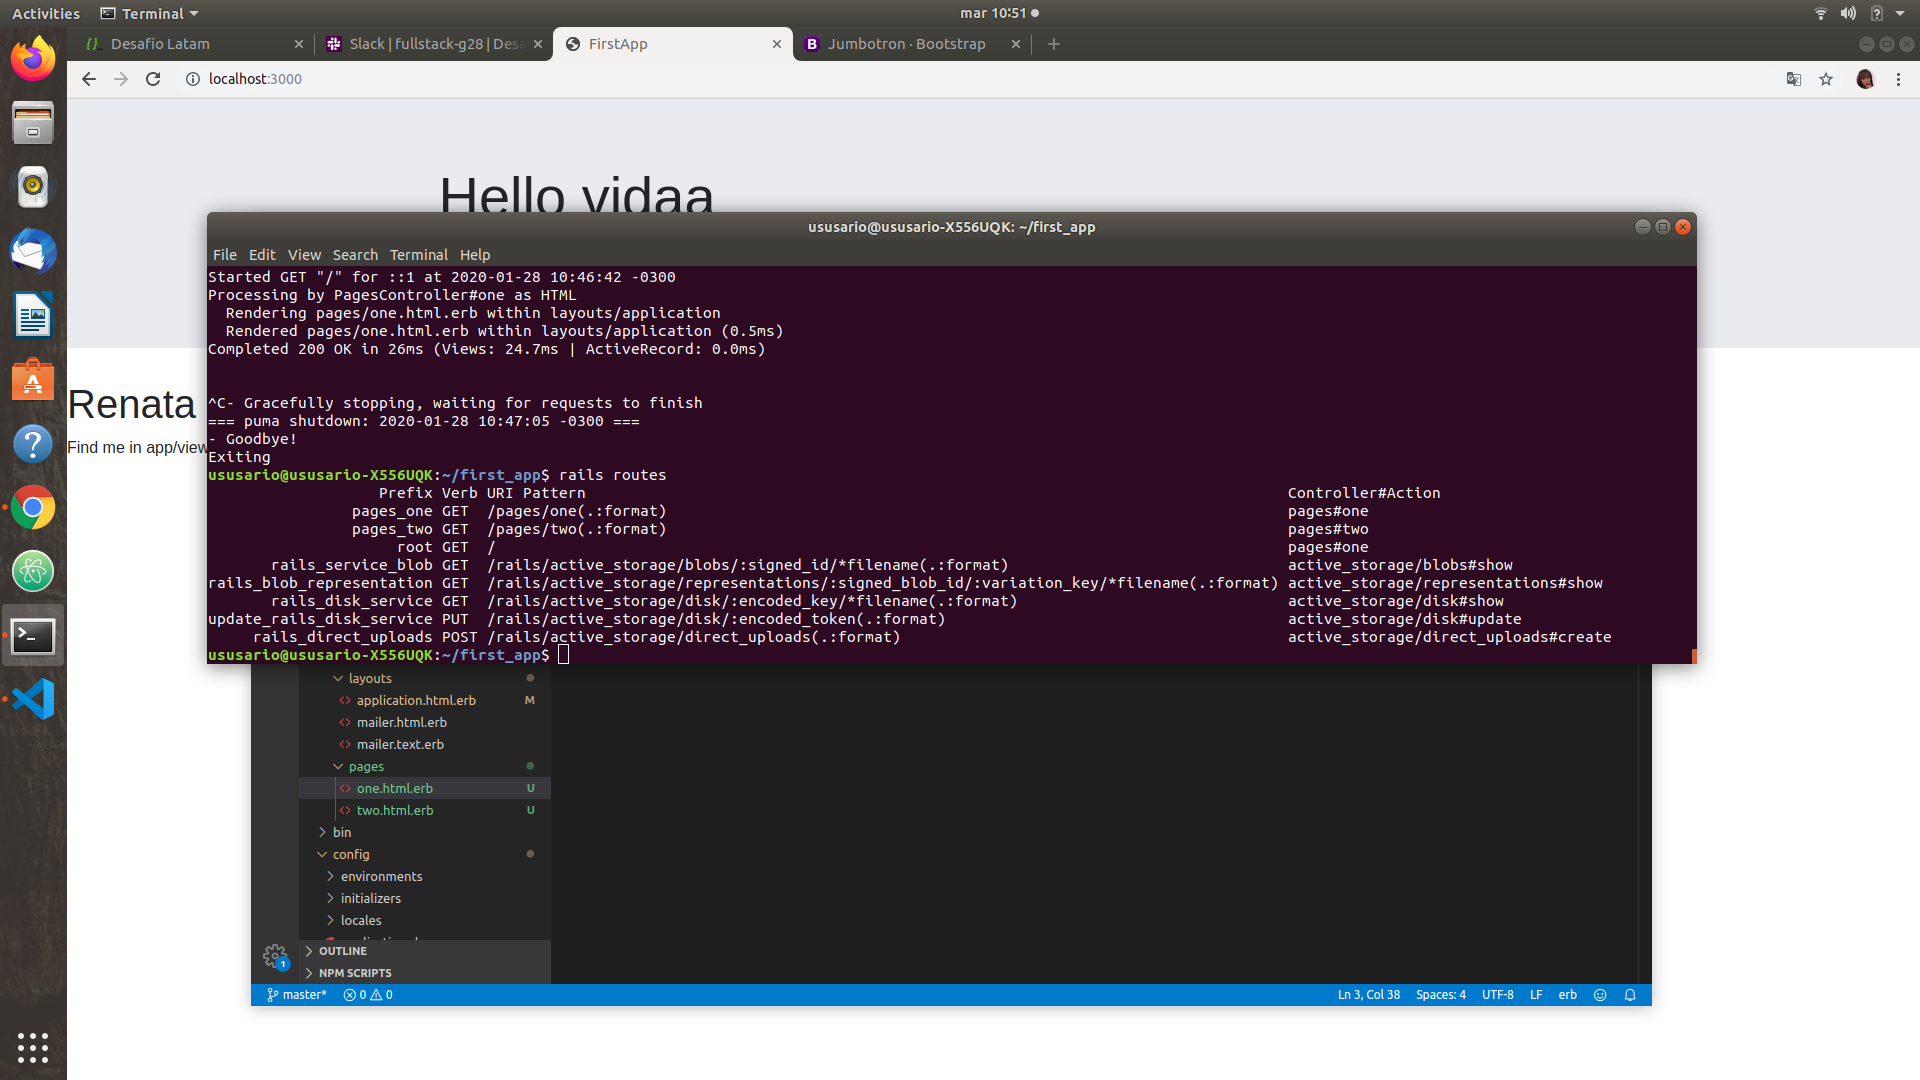 Activities
Terminal
mar 10:51
Desafío Latam
Slack | fullstack-g28 | Desa
FirstApp
Jumbotron · Bootstrap
localhost:3000
Hello vidaa
Renata
Find me in app/view
ususario@ususario-X556UQK: ~/first_app
File Edit View Search Terminal Help
Started GET "/" for ::1 at 2020-01-28 10:46:42 -0300
Processing by PagesController#one as HTML
  Rendering pages/one.html.erb within layouts/application
  Rendered pages/one.html.erb within layouts/application (0.5ms)
Completed 200 OK in 26ms (Views: 24.7ms | ActiveRecord: 0.0ms)
^C- Gracefully stopping, waiting for requests to finish
=== puma shutdown: 2020-01-28 10:47:05 -0300 ===
- Goodbye!
Exiting
ususario@ususario-X556UQK:~/first_app$ rails routes
Prefix Verb URI Pattern Controller#Action
pages_one GET /pages/one(.:format) pages#one
pages_two GET /pages/two(.:format) pages#two
root GET / pages#one
rails_service_blob GET /rails/active_storage/blobs/:signed_id/*filename(.:format) active_storage/blobs#show
rails_blob_representation GET /rails/active_storage/representations/:signed_blob_id/:variation_key/*filename(.:format) active_storage/representations#show
rails_disk_service GET /rails/active_storage/disk/:encoded_key/*filename(.:format) active_storage/disk#show
update_rails_disk_service PUT /rails/active_storage/disk/:encoded_token(.:format) active_storage/disk#update
rails_direct_uploads POST /rails/active_storage/direct_uploads(.:format) active_storage/direct_uploads#create
ususario@ususario-X556UQK:~/first_app$
layouts
application.html.erb M
mailer.html.erb
mailer.text.erb
pages
one.html.erb U
two.html.erb U
bin
config
environments
initializers
locales
OUTLINE
NPM SCRIPTS
1
master* 0 0 Ln 3, Col 38 Spaces: 4 UTF-8 LF erb